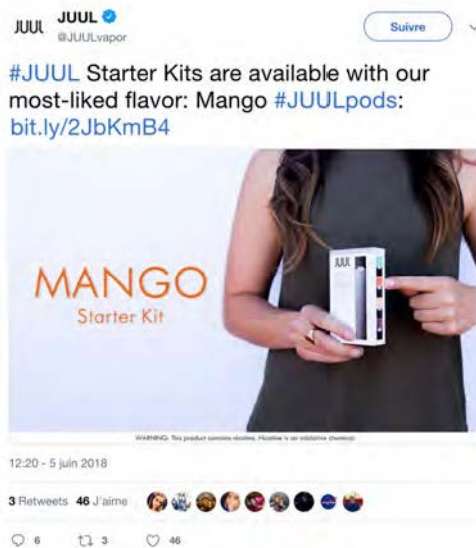 JUUL
JUUL
@JUULvapor
Suivre
#JUUL Starter Kits are available with our
most-liked flavor: Mango #JUULpods:
bit.ly/2JbKmB4
MANGO
Starter Kit
JUUL
WARNING: This product contains nicotine. Nicotine is an addictive chemical.
12:20 - 5 juin 2018
3 Retweets 46 J'aime
6 3 46